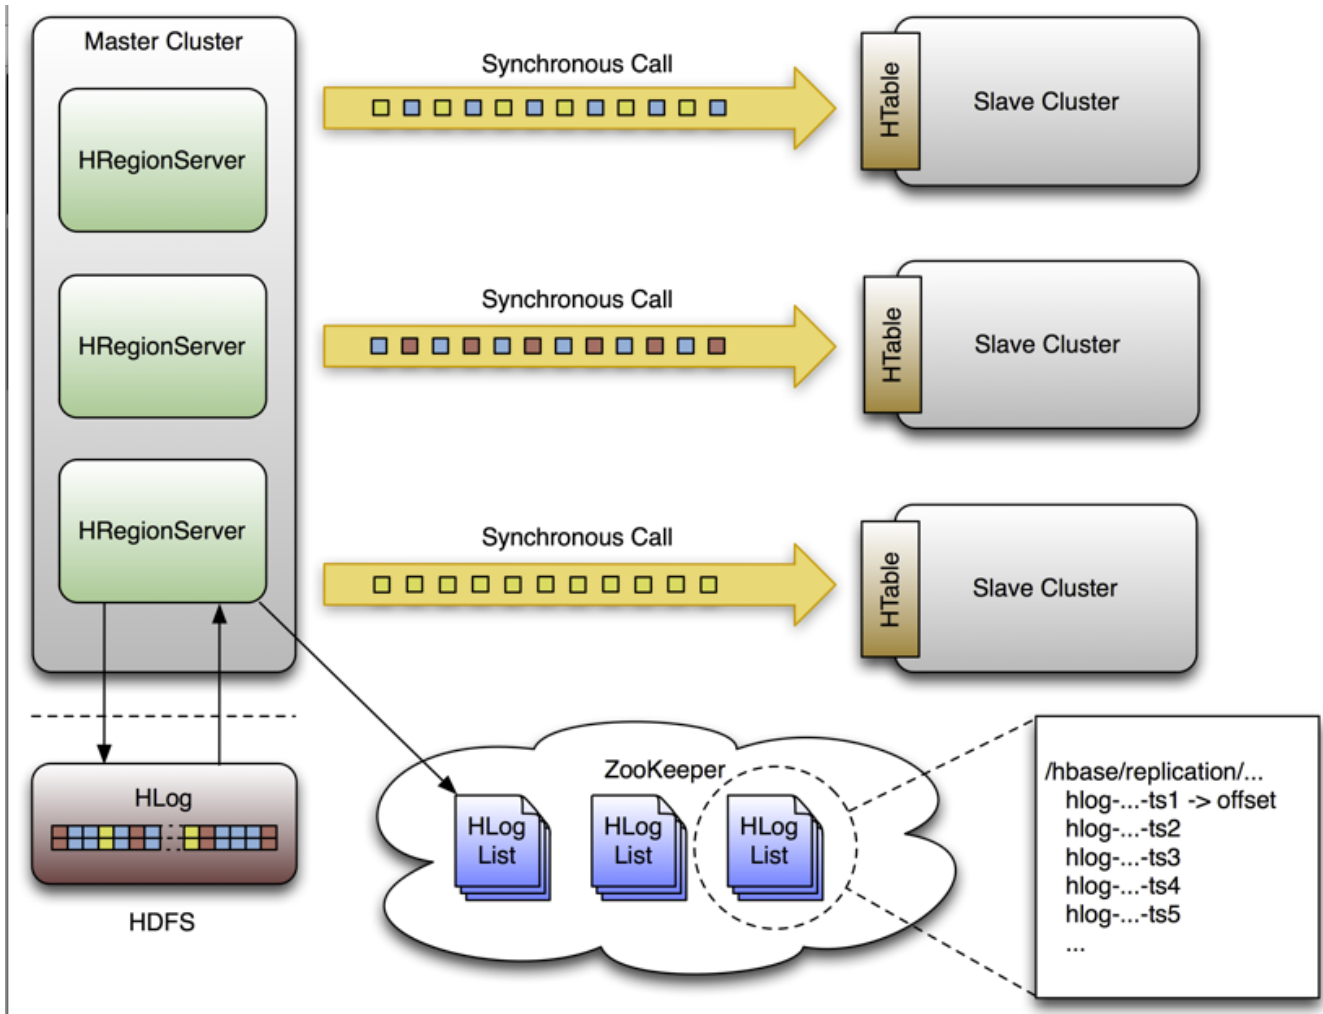 Master Cluster
HRegionServer
HRegionServer
HRegionServer
Synchronous Call
HTable
Slave Cluster
Synchronous Call
HTable
Slave Cluster
Synchronous Call
HTable
Slave Cluster
HLog
HDFS
ZooKeeper
HLog
List
HLog
List
HLog
List
/hbase/replication/...
hlog-...-ts1 -> offset
hlog-...-ts2
hlog-...-ts3
hlog-...-ts4
hlog-...-ts5
...